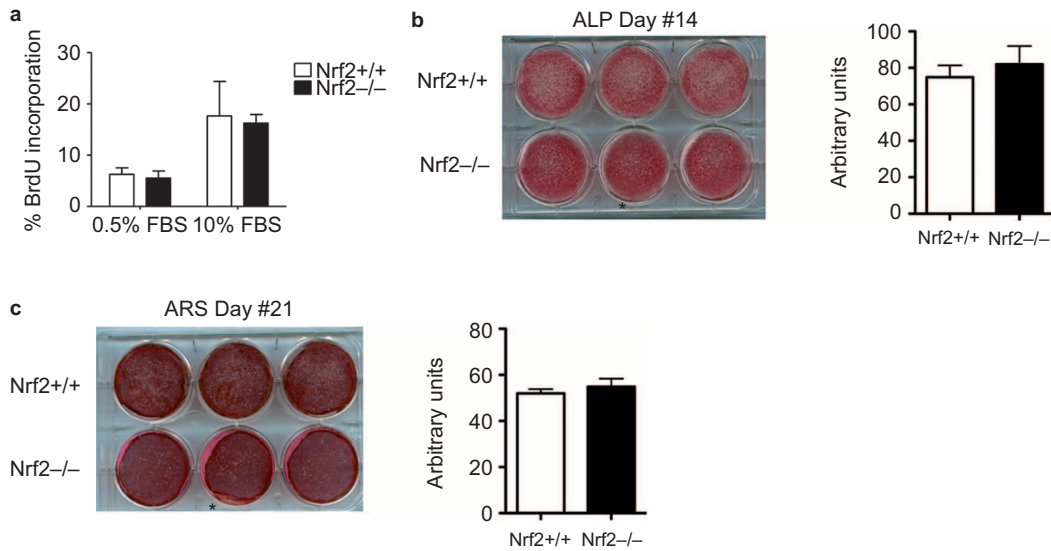 a
% BrdU incorporation
30
20
10
0
0.5% FBS 10% FBS
Nrf2+/+
Nrf2−/−
b
ALP Day #14
Nrf2+/+
Nrf2−/−
*
Arbitrary units
100
80
60
40
20
0
Nrf2+/+ Nrf2−/−
c
ARS Day #21
Nrf2+/+
Nrf2−/−
*
Arbitrary units
80
60
40
20
0
Nrf2+/+ Nrf2−/−